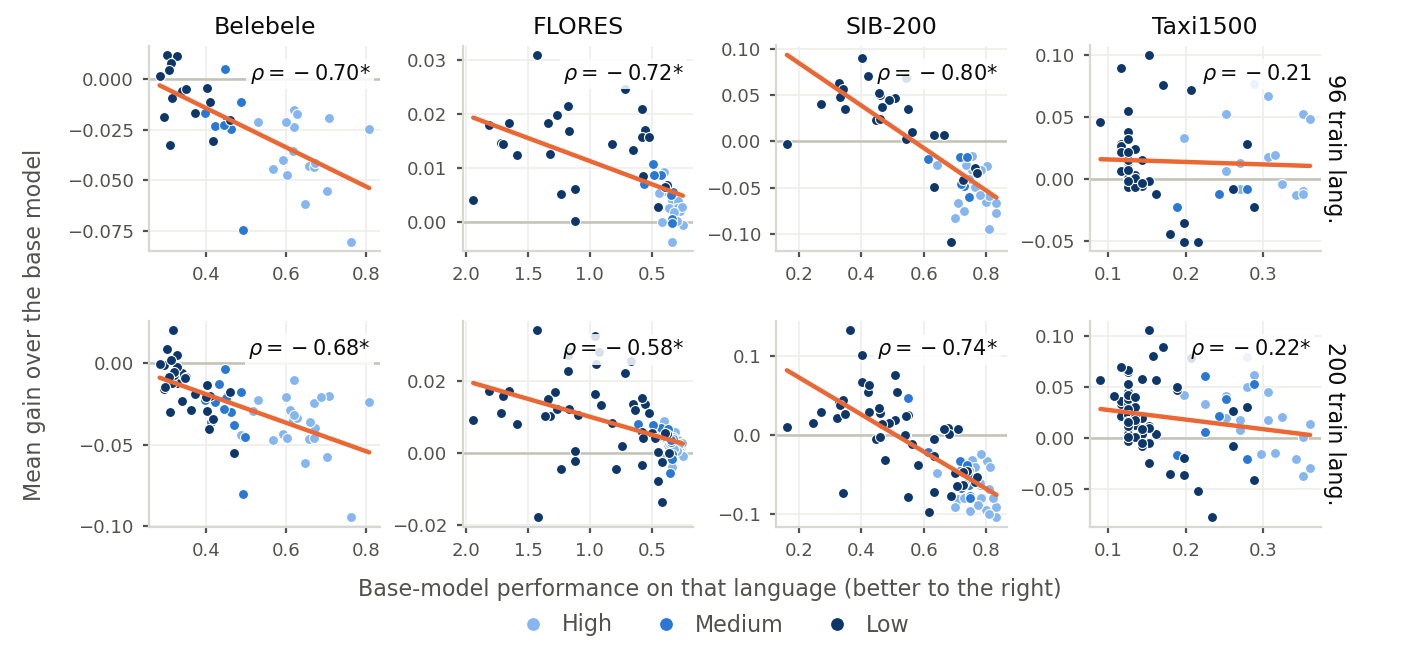 Belebele FLORES SIB-200 Taxi1500
0.000 −0.025 −0.050 −0.075
ρ = −0.70*
0.4 0.6 0.8
0.03 0.02 0.01 0.00
ρ = −0.72*
2.0 1.5 1.0 0.5
0.10 0.05 0.00 −0.05 −0.10
ρ = −0.80*
0.2 0.4 0.6 0.8
0.10 0.05 0.00 −0.05
ρ = −0.21
0.1 0.2 0.3
96 train lang.
Mean gain over the base model
0.00 −0.05 −0.10
ρ = −0.68*
0.4 0.6 0.8
0.02 0.00 −0.02
ρ = −0.58*
2.0 1.5 1.0 0.5
0.1 0.0 −0.1
ρ = −0.74*
0.2 0.4 0.6 0.8
0.10 0.05 0.00 −0.05
ρ = −0.22*
0.1 0.2 0.3
200 train lang.
Base-model performance on that language (better to the right)
High Medium Low